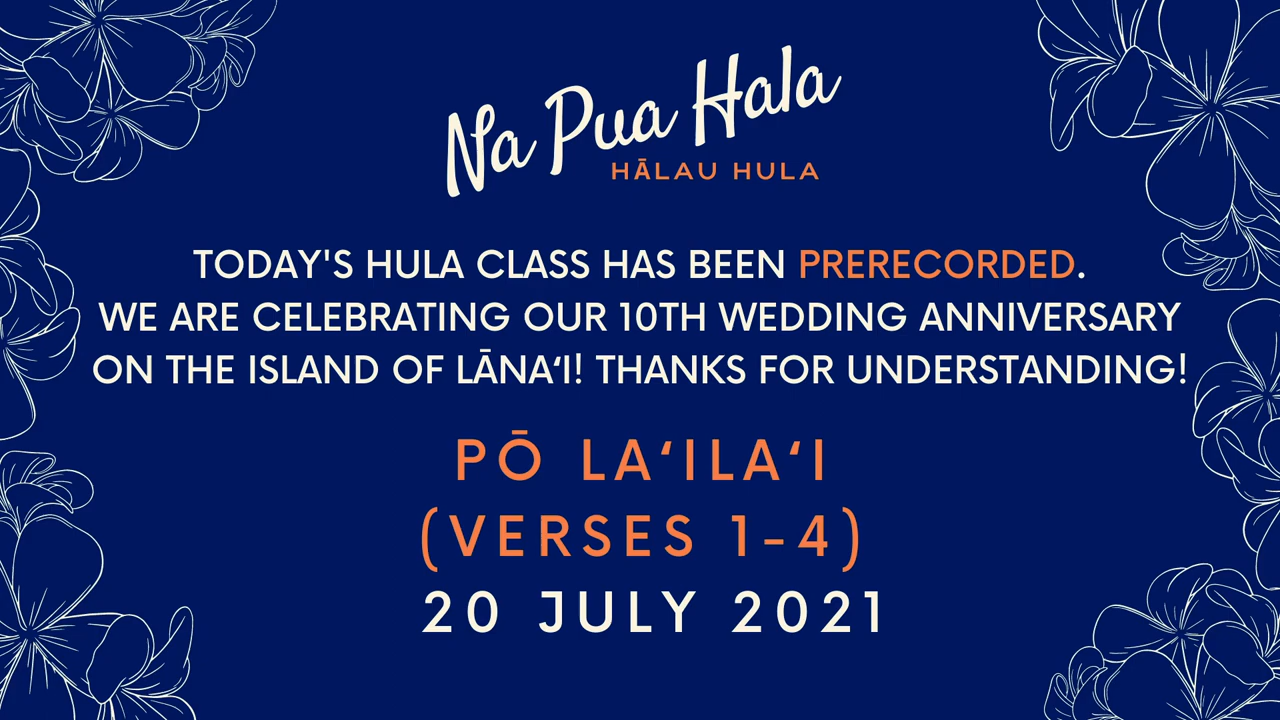 Na Pua Hala
HĀLAU HULA
TODAY'S HULA CLASS HAS BEEN PRERECORDED.
WE ARE CELEBRATING OUR 10TH WEDDING ANNIVERSARY
ON THE ISLAND OF LĀNAʻI! THANKS FOR UNDERSTANDING!
PŌ LAʻILAʻI
(VERSES 1-4)
20 JULY 2021